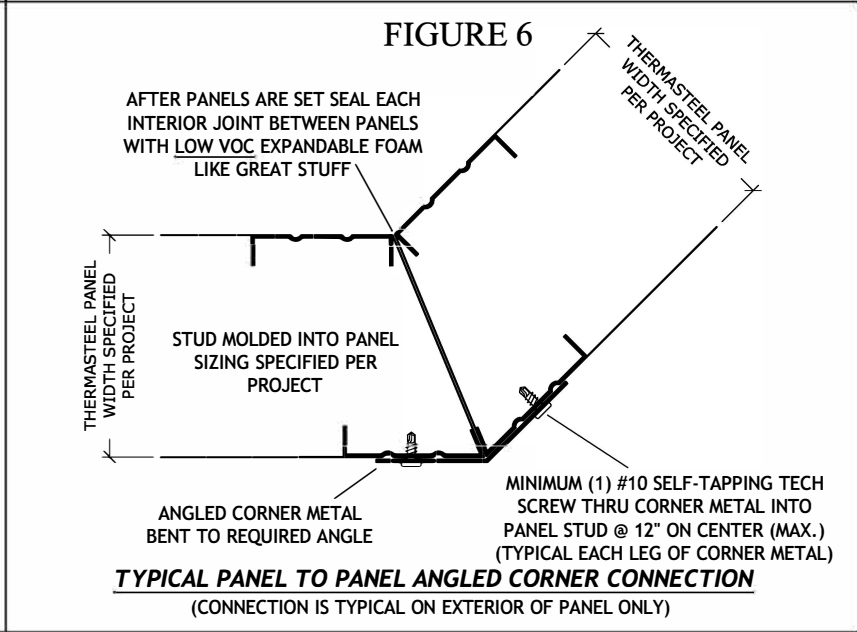 FIGURE 6
AFTER PANELS ARE SET SEAL EACH
INTERIOR JOINT BETWEEN PANELS
WITH LOW VOC EXPANDABLE FOAM
LIKE GREAT STUFF
THERMASTEEL PANEL
WIDTH SPECIFIED
PER PROJECT
THERMASTEEL PANEL
WIDTH SPECIFIED
PER PROJECT
STUD MOLDED INTO PANEL
SIZING SPECIFIED PER
PROJECT
ANGLED CORNER METAL
BENT TO REQUIRED ANGLE
MINIMUM (1) #10 SELF-TAPPING TECH
SCREW THRU CORNER METAL INTO
PANEL STUD @ 12" ON CENTER (MAX.)
(TYPICAL EACH LEG OF CORNER METAL)
TYPICAL PANEL TO PANEL ANGLED CORNER CONNECTION
(CONNECTION IS TYPICAL ON EXTERIOR OF PANEL ONLY)